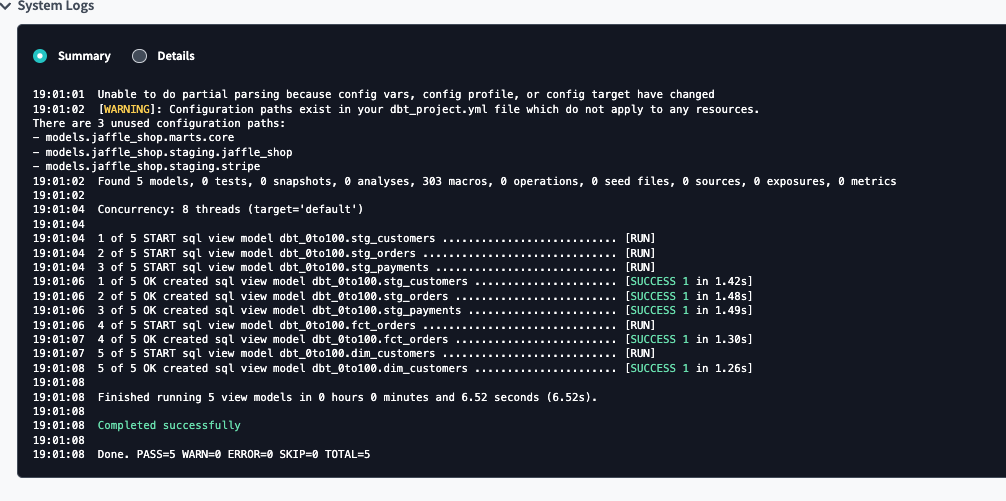 System Logs
Summary Details
19:01:01 Unable to do partial parsing because config vars, config profile, or config target have changed
19:01:02 [WARNING]: Configuration paths exist in your dbt_project.yml file which do not apply to any resources.
There are 3 unused configuration paths:
- models.jaffle_shop.marts.core
- models.jaffle_shop.staging.jaffle_shop
- models.jaffle_shop.staging.stripe
19:01:02 Found 5 models, 0 tests, 0 snapshots, 0 analyses, 303 macros, 0 operations, 0 seed files, 0 sources, 0 exposures, 0 metrics
19:01:02
19:01:04 Concurrency: 8 threads (target='default')
19:01:04
19:01:04 1 of 5 START sql view model dbt_0to100.stg_customers ........................... [RUN]
19:01:04 2 of 5 START sql view model dbt_0to100.stg_orders .............................. [RUN]
19:01:04 3 of 5 START sql view model dbt_0to100.stg_payments ............................ [RUN]
19:01:06 1 of 5 OK created sql view model dbt_0to100.stg_customers ...................... [SUCCESS 1 in 1.42s]
19:01:06 2 of 5 OK created sql view model dbt_0to100.stg_orders ......................... [SUCCESS 1 in 1.48s]
19:01:06 3 of 5 OK created sql view model dbt_0to100.stg_payments ....................... [SUCCESS 1 in 1.49s]
19:01:06 4 of 5 START sql view model dbt_0to100.fct_orders .............................. [RUN]
19:01:07 4 of 5 OK created sql view model dbt_0to100.fct_orders ......................... [SUCCESS 1 in 1.30s]
19:01:07 5 of 5 START sql view model dbt_0to100.dim_customers ........................... [RUN]
19:01:08 5 of 5 OK created sql view model dbt_0to100.dim_customers ...................... [SUCCESS 1 in 1.26s]
19:01:08
19:01:08 Finished running 5 view models in 0 hours 0 minutes and 6.52 seconds (6.52s).
19:01:08
19:01:08 Completed successfully
19:01:08
19:01:08 Done. PASS=5 WARN=0 ERROR=0 SKIP=0 TOTAL=5